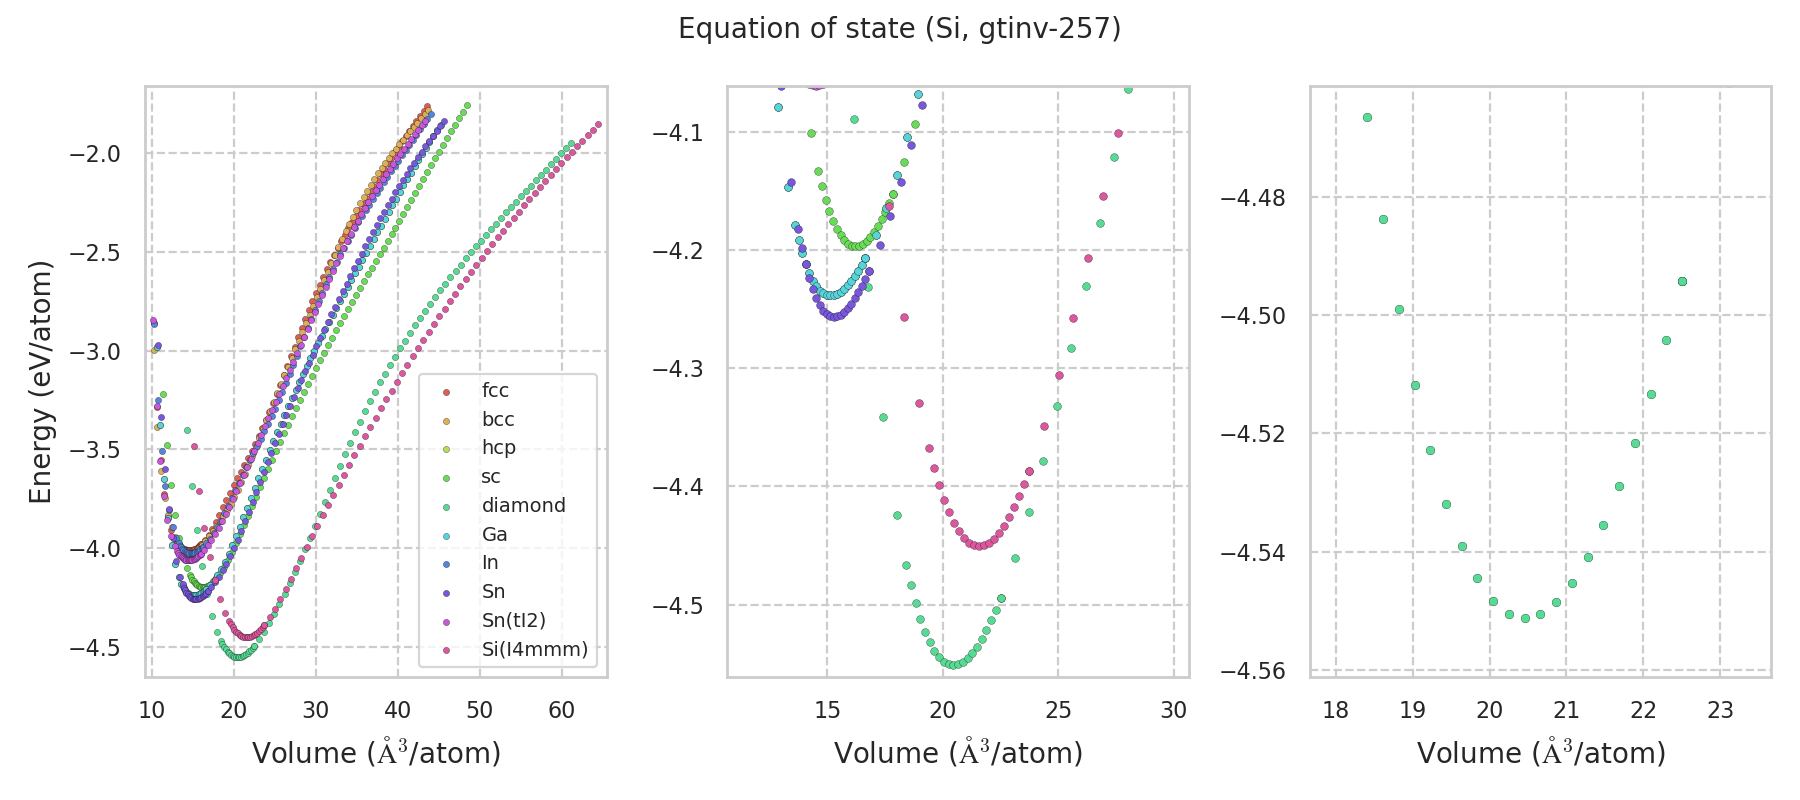 Equation of state (Si, gtinv-257)
Energy (eV/atom)
−2.0
−2.5
−3.0
−3.5
−4.0
−4.5
10 20 30 40 50 60
Volume (Å³/atom)
fcc
bcc
hcp
sc
diamond
Ga
In
Sn
Sn(tI2)
Si(I4mmm)
−4.1
−4.2
−4.3
−4.4
−4.5
15 20 25 30
Volume (Å³/atom)
−4.48
−4.50
−4.52
−4.54
−4.56
18 19 20 21 22 23
Volume (Å³/atom)